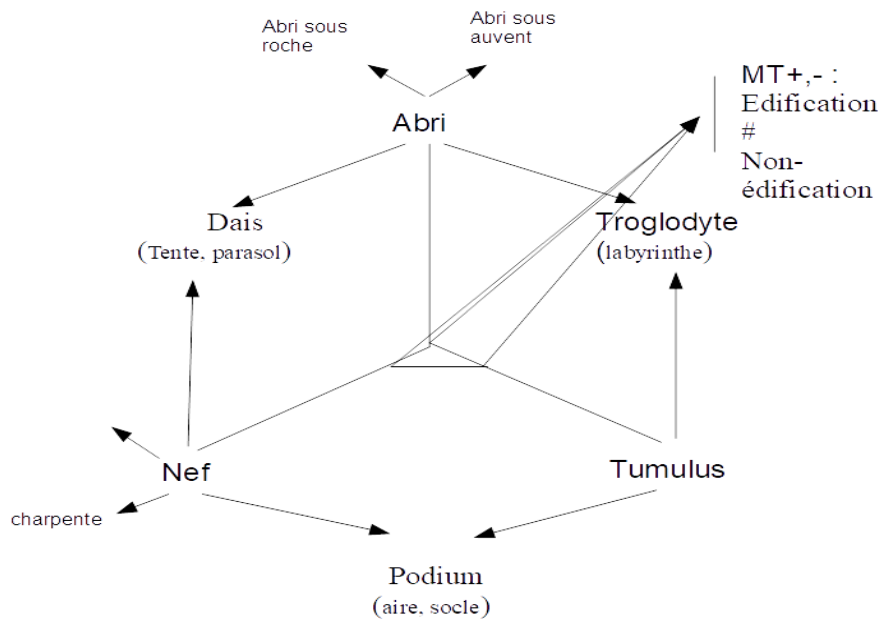 Abri sous
roche
Abri sous
auvent
MT+,- :
Edification
#
Non-
édification
Abri
Dais
(Tente, parasol)
Troglodyte
(labyrinthe)
Nef
Tumulus
charpente
Podium
(aire, socle)